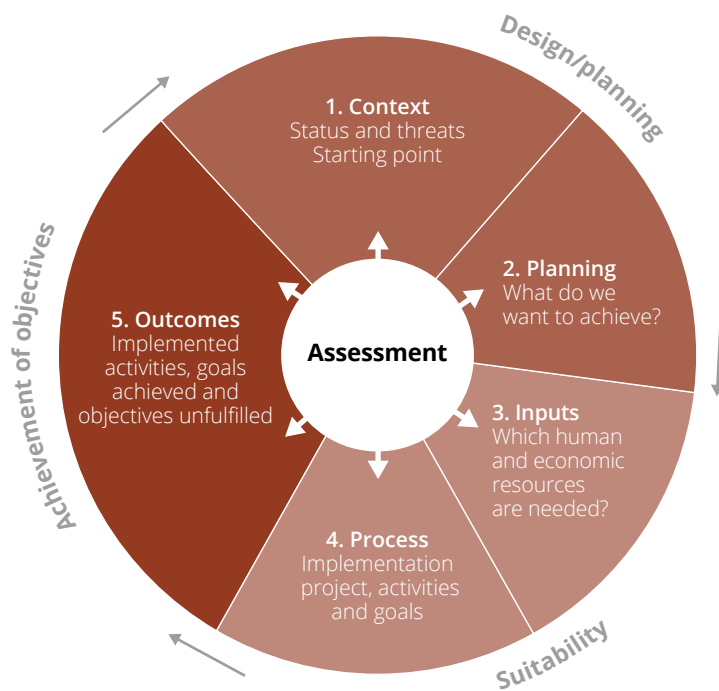 Design/planning
1. Context
Status and threats
Starting point
2. Planning
What do we
want to achieve?
3. Inputs
Which human
and economic
resources
are needed?
Suitability
4. Process
Implementation
project, activities
and goals
5. Outcomes
Implemented
activities, goals
achieved and
objectives unfulfilled
Achievement of objectives
Assessment